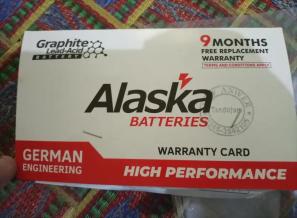 Graphite
Lead-Acid
BATTERY
9 MONTHS
FREE REPLACEMENT
WARRANTY
TERMS AND CONDITIONS APPLY
Alaska
BATTERIES
WARRANTY CARD
GERMAN
ENGINEERING
HIGH PERFORMANCE